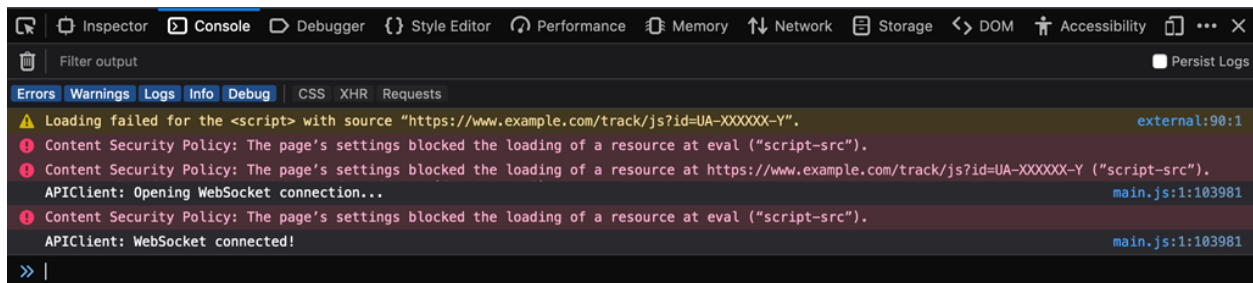 Inspector Console Debugger {} Style Editor Performance Memory Network Storage DOM Accessibility
Filter output Persist Logs
Errors Warnings Logs Info Debug CSS XHR Requests
Loading failed for the <script> with source “https://www.example.com/track/js?id=UA-XXXXXX-Y”. external:90:1
Content Security Policy: The page’s settings blocked the loading of a resource at eval (“script-src”).
Content Security Policy: The page’s settings blocked the loading of a resource at https://www.example.com/track/js?id=UA-XXXXXX-Y (”script-src”).
APIClient: Opening WebSocket connection... main.js:1:103981
Content Security Policy: The page’s settings blocked the loading of a resource at eval (“script-src”).
APIClient: WebSocket connected! main.js:1:103981